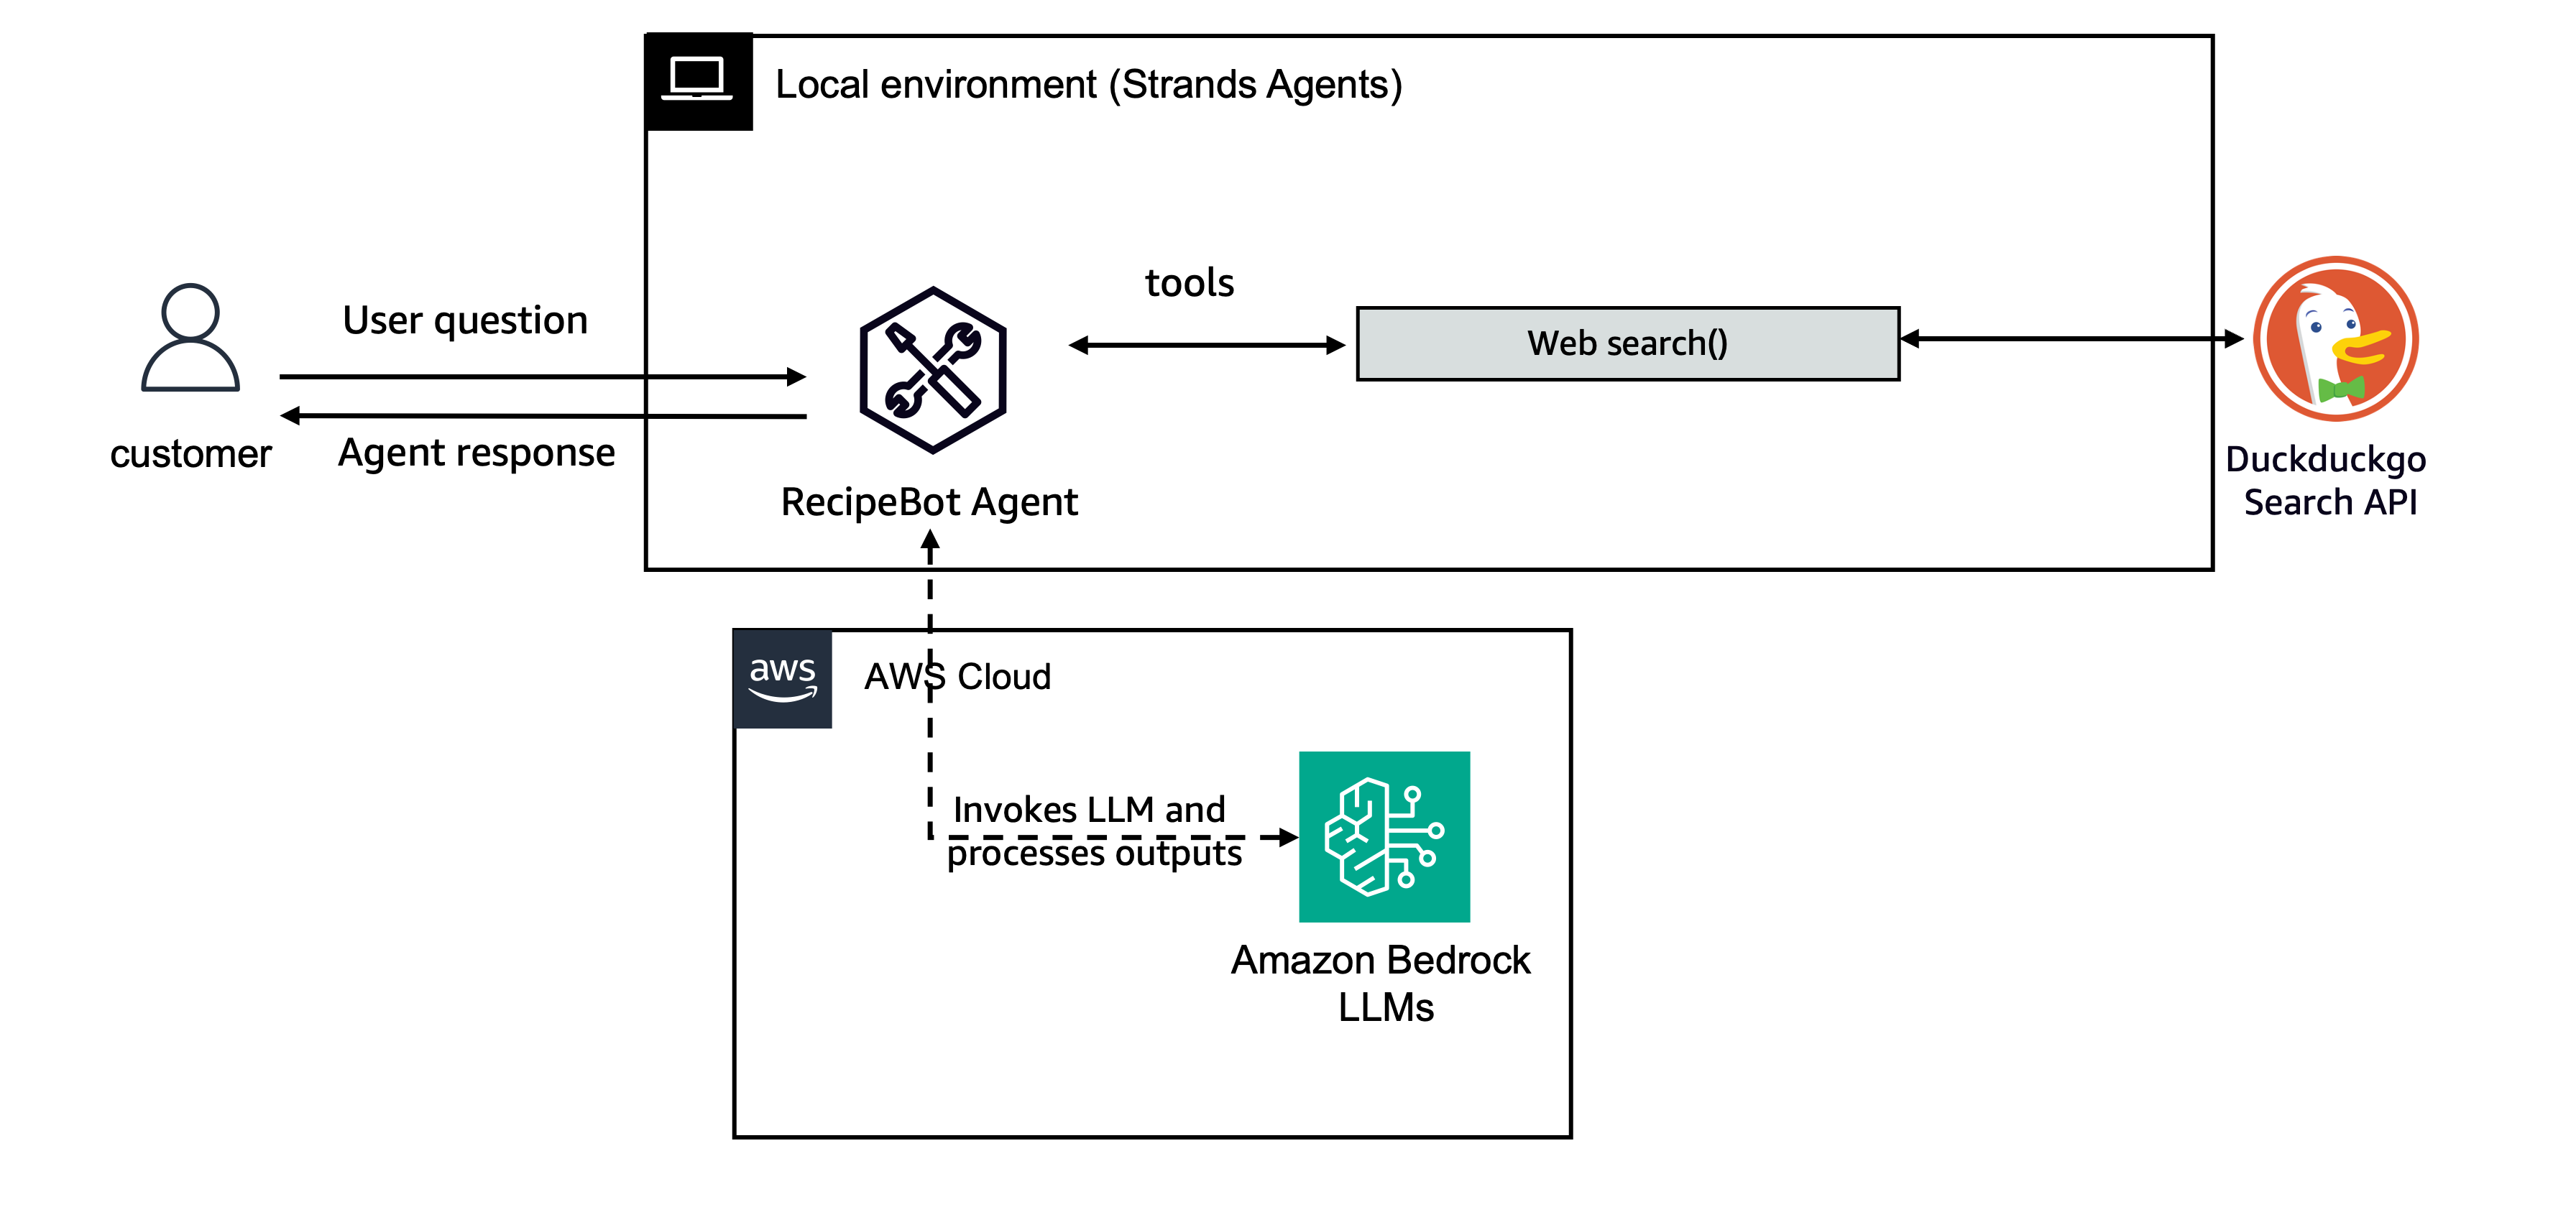 Local environment (Strands Agents)
tools
User question
Web search()
customer
Agent response
RecipeBot Agent
Duckduckgo
Search API
aws
AWS Cloud
Invokes LLM and
processes outputs
Amazon Bedrock
LLMs